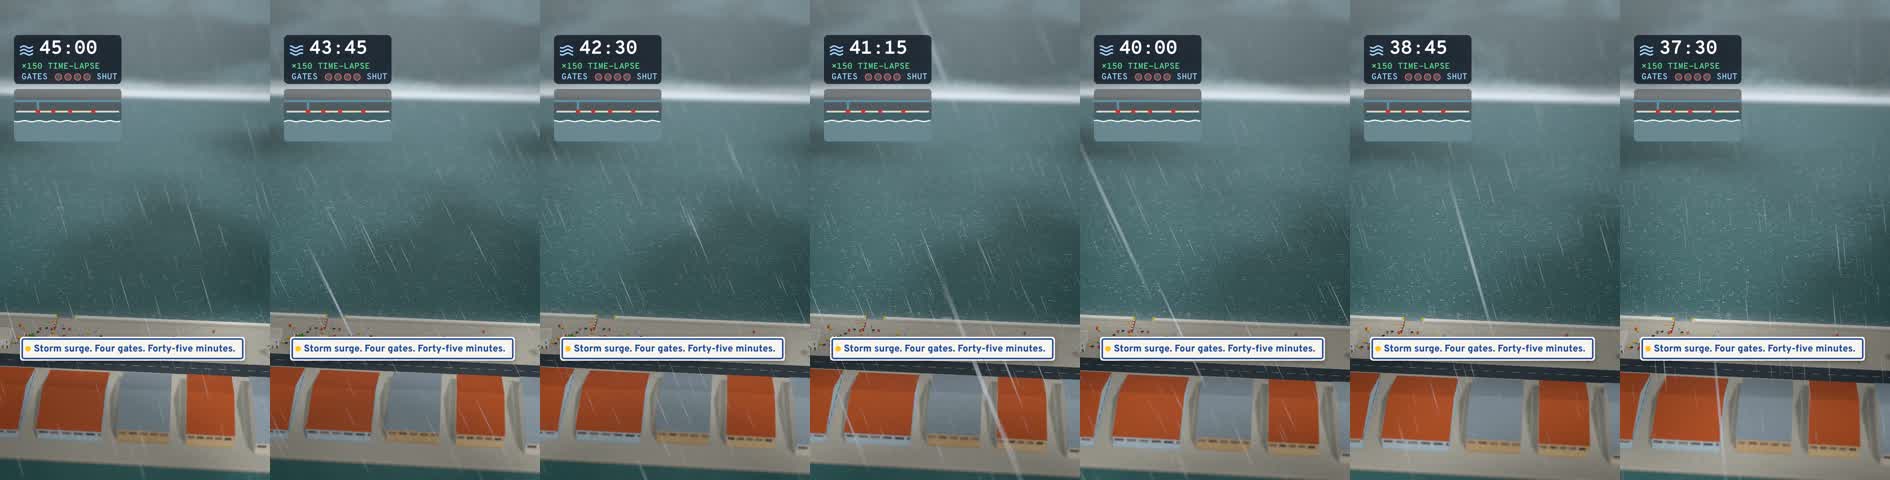 45:00
×150 TIME-LAPSE
GATES SHUT
Storm surge. Four gates. Forty-five minutes.
43:45
×150 TIME-LAPSE
GATES SHUT
Storm surge. Four gates. Forty-five minutes.
42:30
×150 TIME-LAPSE
GATES SHUT
Storm surge. Four gates. Forty-five minutes.
41:15
×150 TIME-LAPSE
GATES SHUT
Storm surge. Four gates. Forty-five minutes.
40:00
×150 TIME-LAPSE
GATES SHUT
Storm surge. Four gates. Forty-five minutes.
38:45
×150 TIME-LAPSE
GATES SHUT
Storm surge. Four gates. Forty-five minutes.
37:30
×150 TIME-LAPSE
GATES SHUT
Storm surge. Four gates. Forty-five minutes.